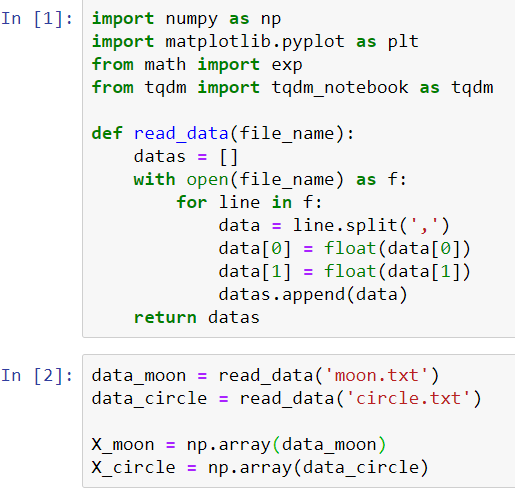 In [1]: import numpy as np
import matplotlib.pyplot as plt
from math import exp
from tqdm import tqdm_notebook as tqdm

def read_data(file_name):
    datas = []
    with open(file_name) as f:
        for line in f:
            data = line.split(',')
            data[0] = float(data[0])
            data[1] = float(data[1])
            datas.append(data)
    return datas

In [2]: data_moon = read_data('moon.txt')
data_circle = read_data('circle.txt')

X_moon = np.array(data_moon)
X_circle = np.array(data_circle)